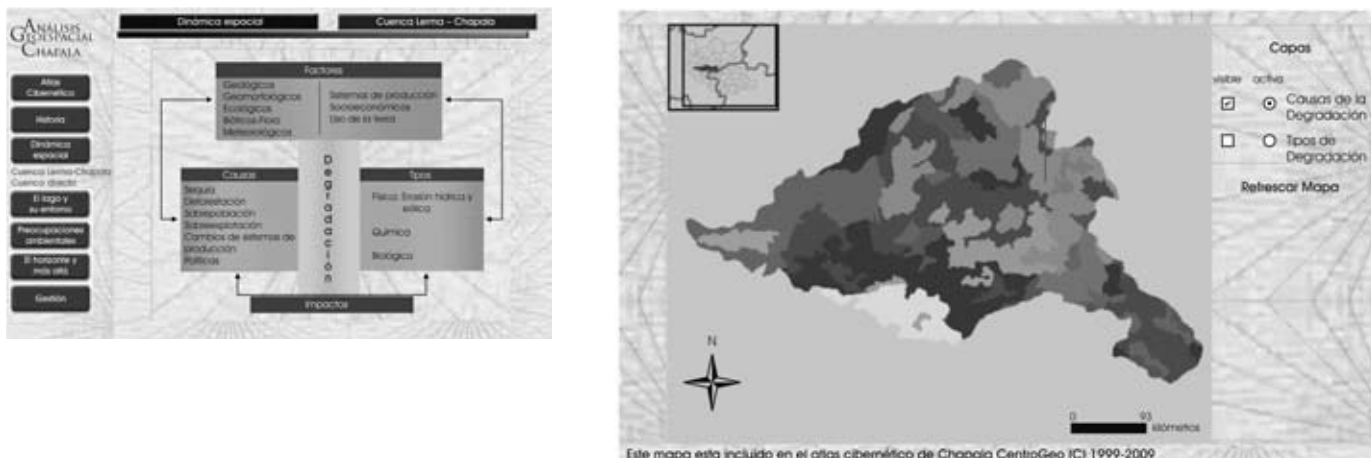 ANÁLISIS
GEOESPACIAL
CHAPALA
Dinámica espacial
Cuenca Lerma - Chapala
Atlas
Cibernético
Historia
Dinámica
espacial
Cuenca Lerma-Chapala
Cuenca directa
El lago y
su entorno
Preocupaciones
ambientales
El horizonte y
más allá
Gestión
Factores
Geológicos
Geomorfológicos
Ecológicos
Bióticos-Flora
Meteorológicos
Sistemas de producción
Socioeconómicos
Uso de la tierra
Degradación
Causas
Sequía
Deforestación
Sobrepoblación
Sobreexplotación
Cambios de sistemas de
producción
Políticas
Tipos
Física: Erosión hídrica y
eólica
Química
Biológica
Impactos
N
0 93
kilómetros
Capas
visible activa
Causas de la
Degradación
Tipos de
Degradación
Refrescar Mapa
Este mapa esta incluido en el atlas cibernético de Chapala CentroGeo (C) 1999-2009